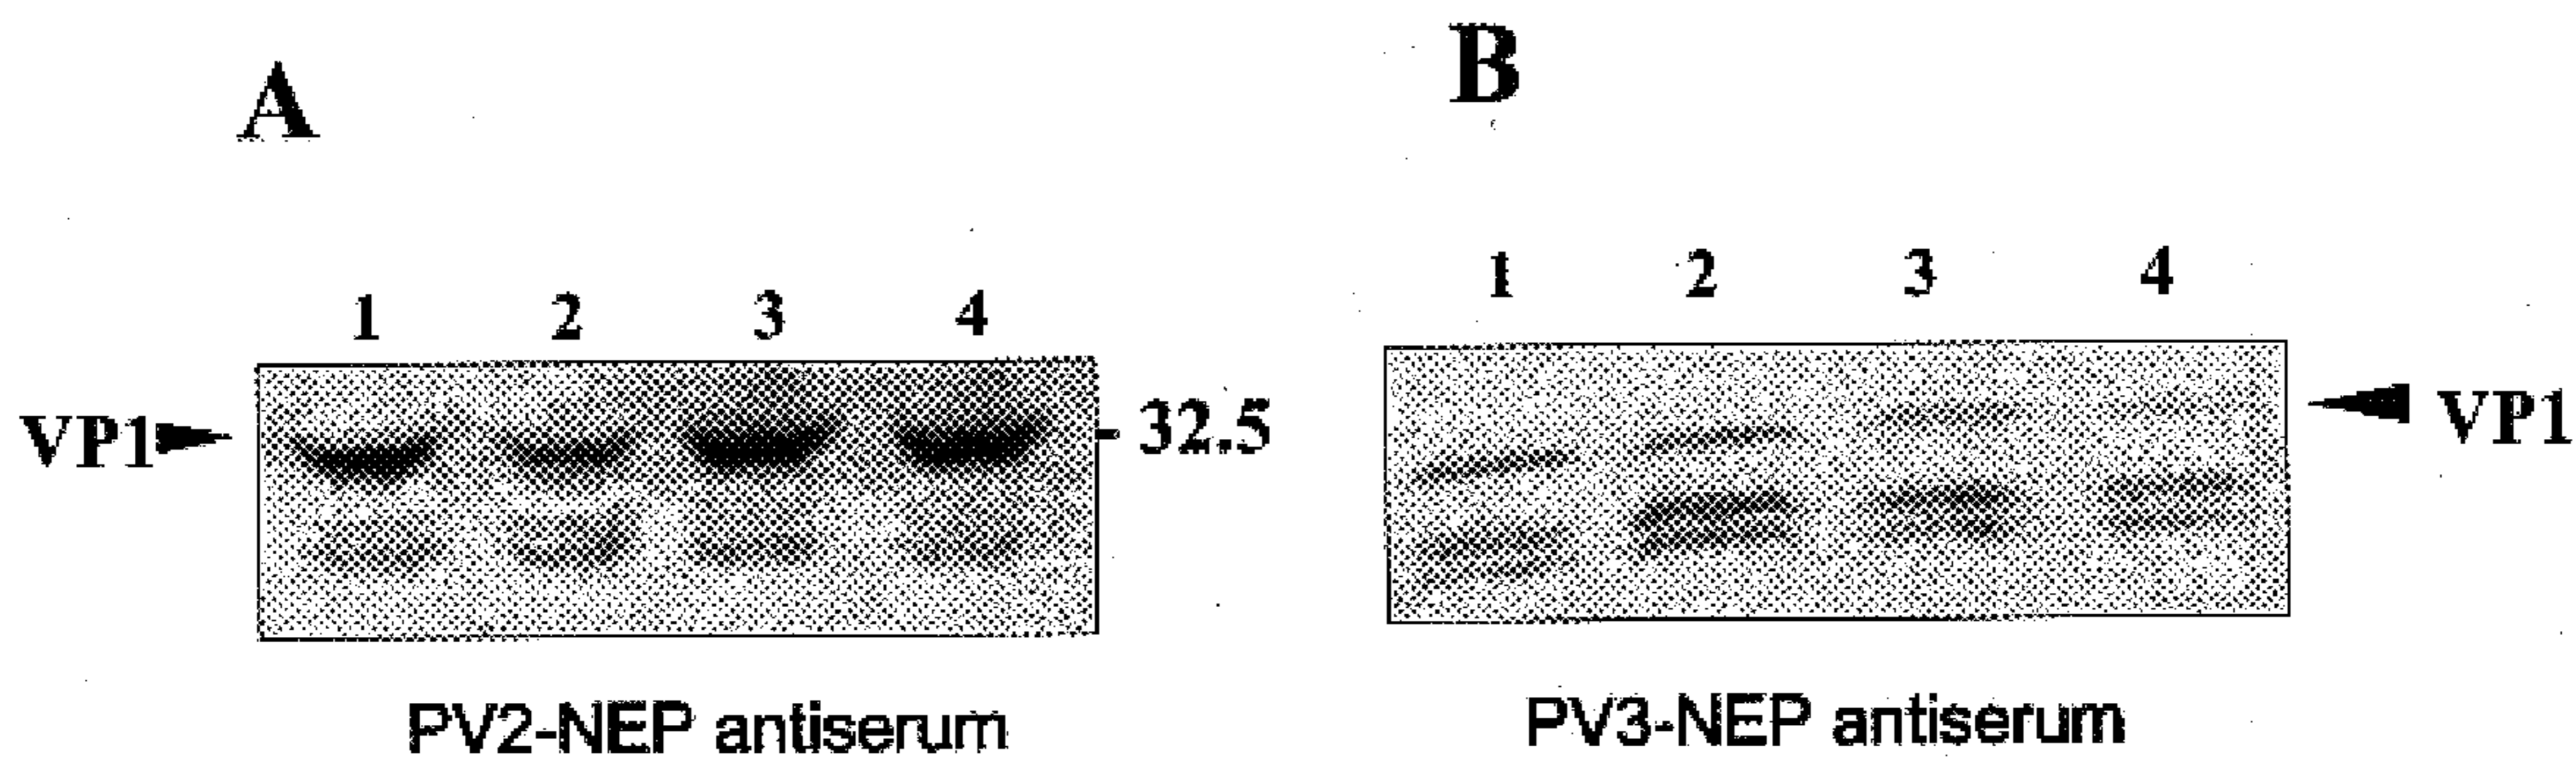 A
B
1 2 3 4
1 2 3 4
VP1
- 32.5
VP1
PV2-NEP antiserum
PV3-NEP antiserum